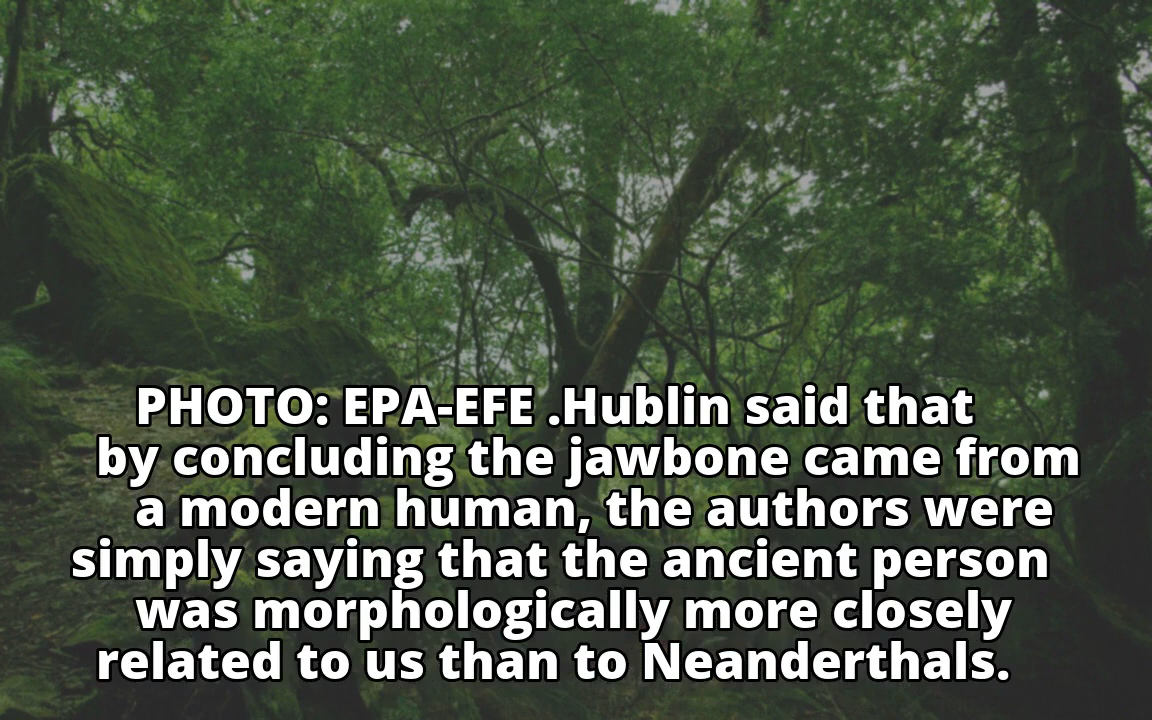 PHOTO: EPA-EFE .Hublin said that
by concluding the jawbone came from
a modern human, the authors were
simply saying that the ancient person
was morphologically more closely
related to us than to Neanderthals.